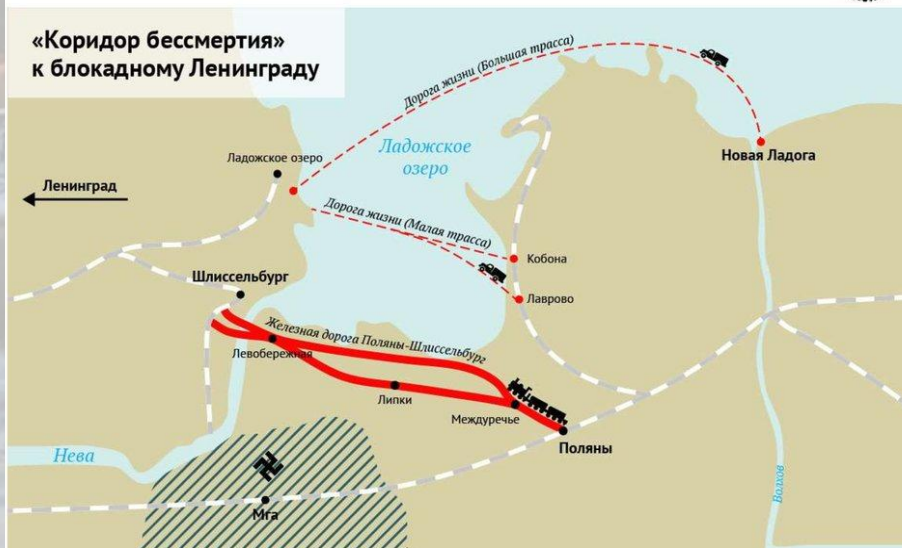 «Коридор бессмертия»
к блокадному Ленинграду
Дорога жизни (Большая трасса)
Ладожское озеро
Ладожское
озеро
Новая Ладога
Ленинград
Дорога жизни (Малая трасса)
Кобона
Шлиссельбург
Лаврово
Железная дорога Поляны-Шлиссельбург
Левобережная
Липки
Междуречье
Поляны
Нева
Мга
Волхов